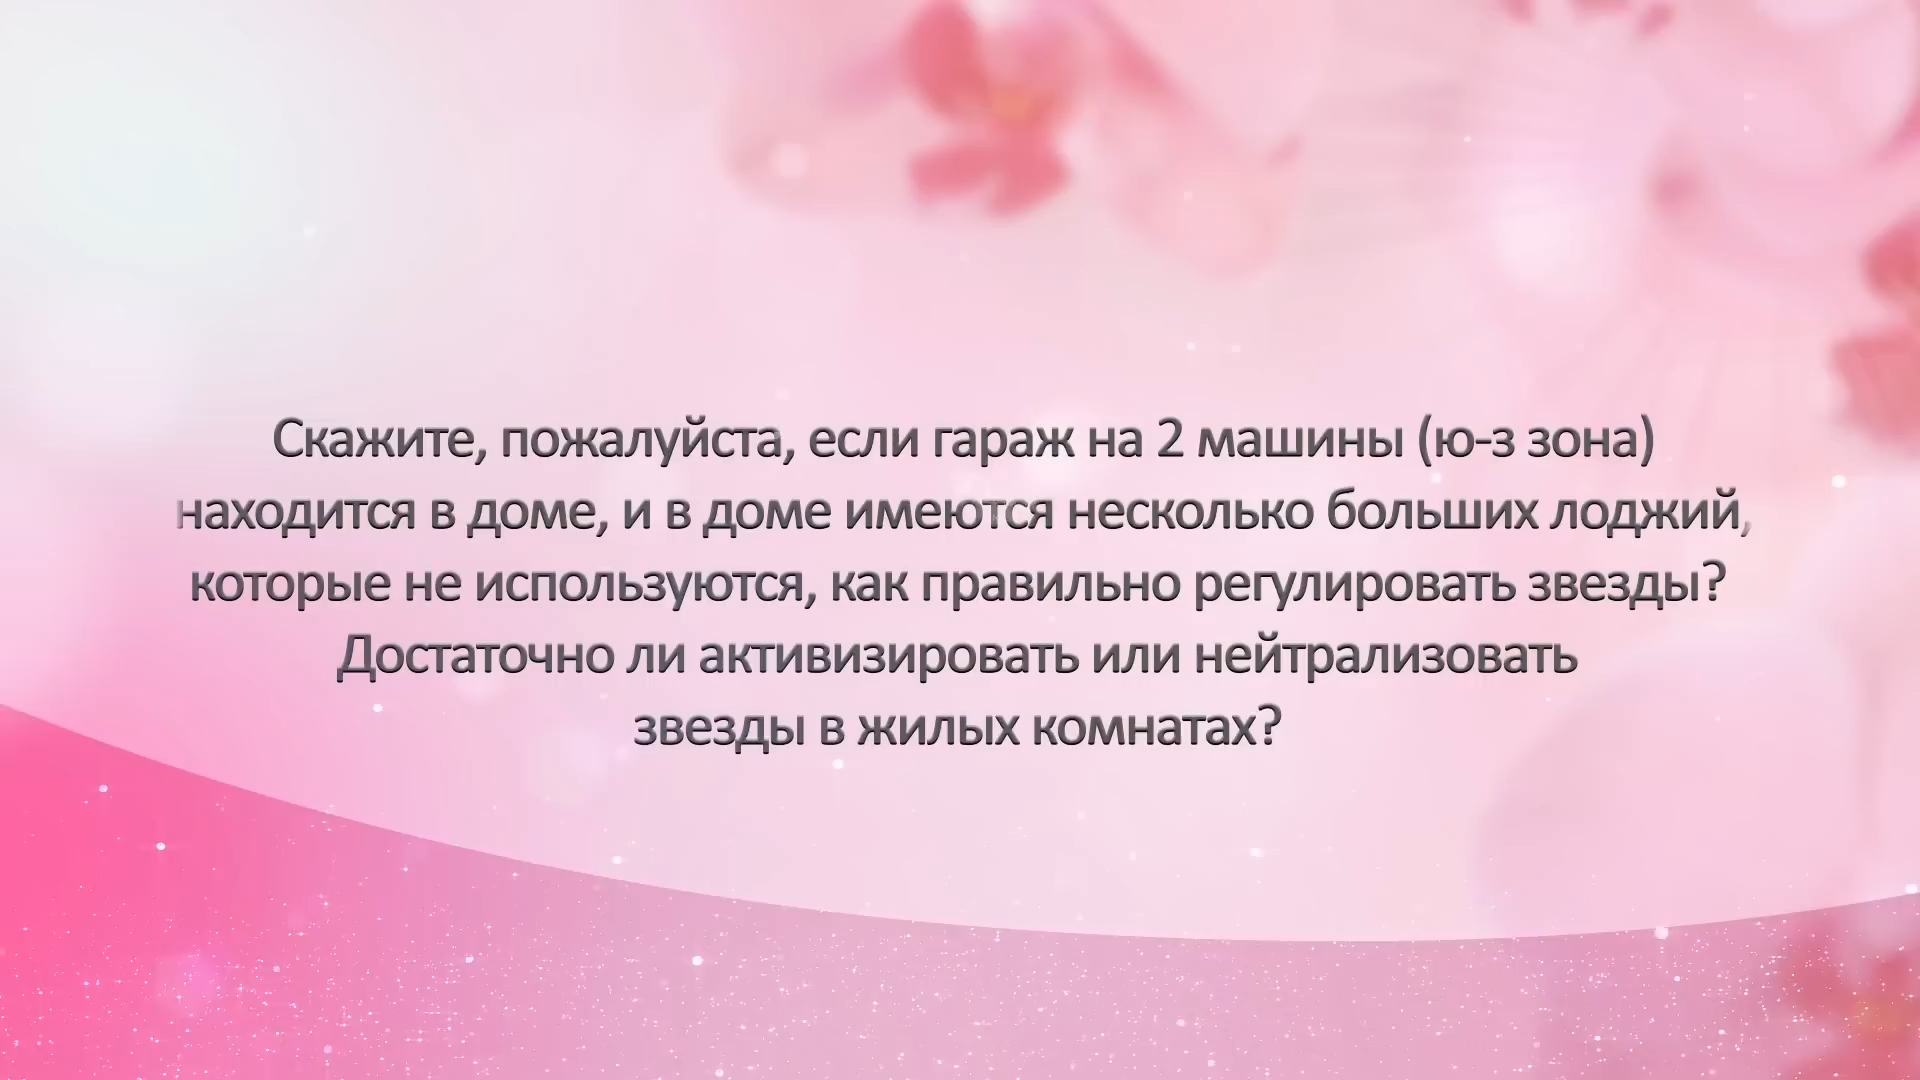 Скажите, пожалуйста, если гараж на 2 машины (ю-з зона)
находится в доме, и в доме имеются несколько больших лоджий,
которые не используются, как правильно регулировать звезды?
Достаточно ли активизировать или нейтрализовать
звезды в жилых комнатах?